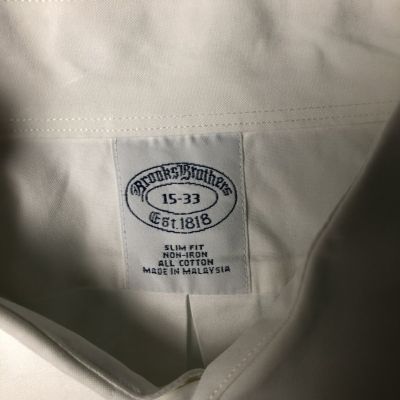 Brooks Brothers
15-33
Est. 1818
SLIM FIT
NON-IRON
ALL COTTON
MADE IN MALAYSIA